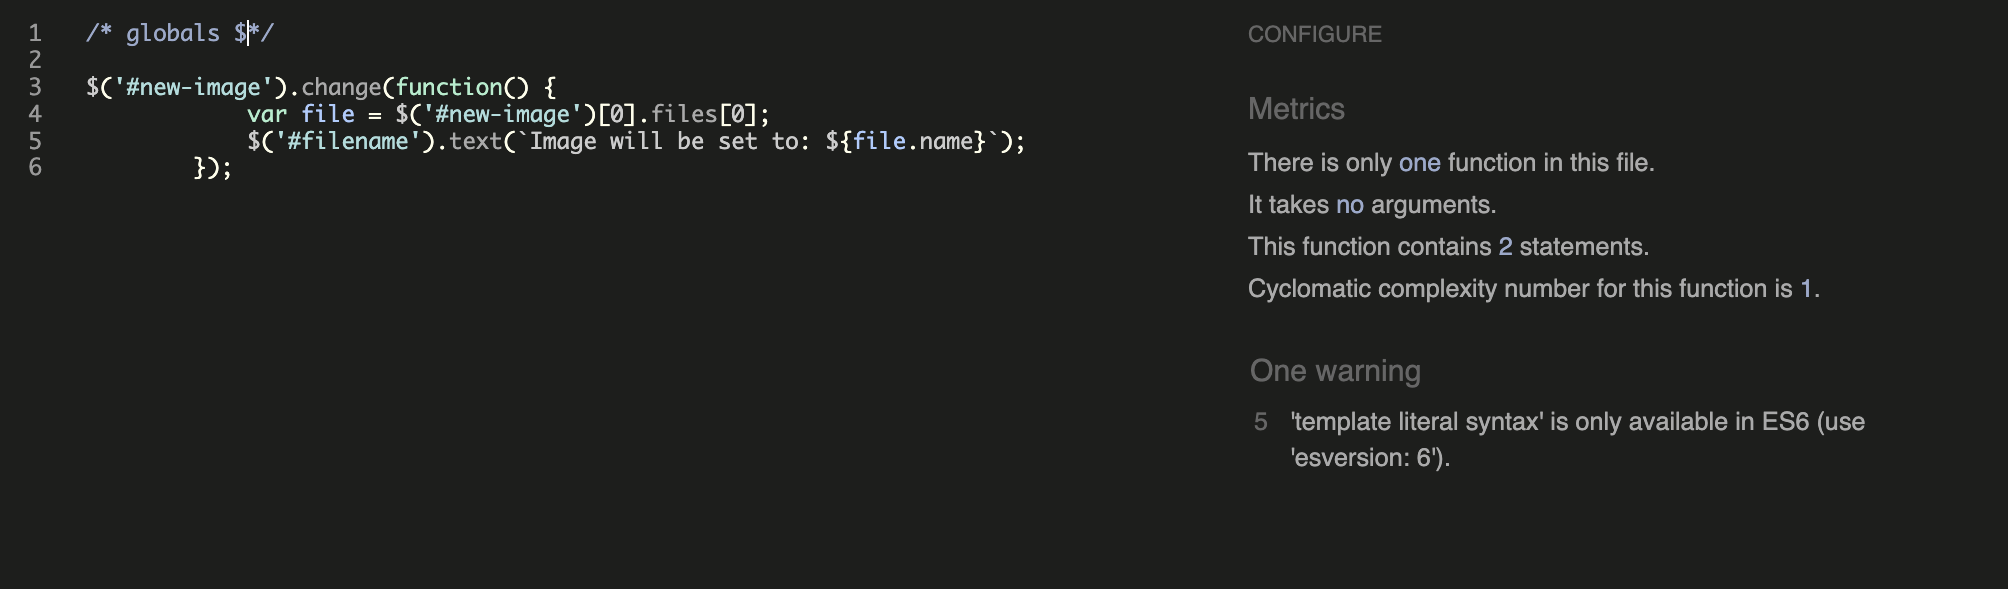 1 /* globals $*/
2
3 $('#new-image').change(function() {
4 var file = $('#new-image')[0].files[0];
5 $('#filename').text(`Image will be set to: ${file.name}`);
6 });
CONFIGURE
Metrics
There is only one function in this file.
It takes no arguments.
This function contains 2 statements.
Cyclomatic complexity number for this function is 1.
One warning
5 'template literal syntax' is only available in ES6 (use
'esversion: 6').